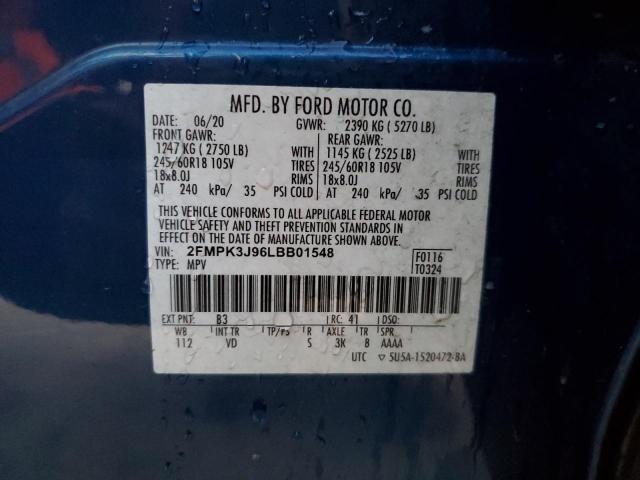 MFD. BY FORD MOTOR CO.
DATE: 06/20 GVWR: 2390 KG ( 5270 LB)
FRONT GAWR: REAR GAWR:
1247 KG ( 2750 LB) 1145 KG ( 2525 LB)
245/60R18 105V TIRES 245/60R18 105V TIRES
18x8.0J RIMS 18x8.0J RIMS
AT 240 kPa/ 35 PSI COLD AT 240 kPa/ 35 PSI COLD
THIS VEHICLE CONFORMS TO ALL APPLICABLE FEDERAL MOTOR
VEHICLE SAFETY AND THEFT PREVENTION STANDARDS IN
EFFECT ON THE DATE OF MANUFACTURE SHOWN ABOVE.
VIN: 2FMPK3J96LBB01548 F0116
TYPE: MPV T0324
EXT PNT: B3 RC: 41 DSO:
WB INT TR TP/PS R AXLE TR SPR
112 VD S 3K 8 AAAA
UTC ▽ 5U5A-1520472-BA